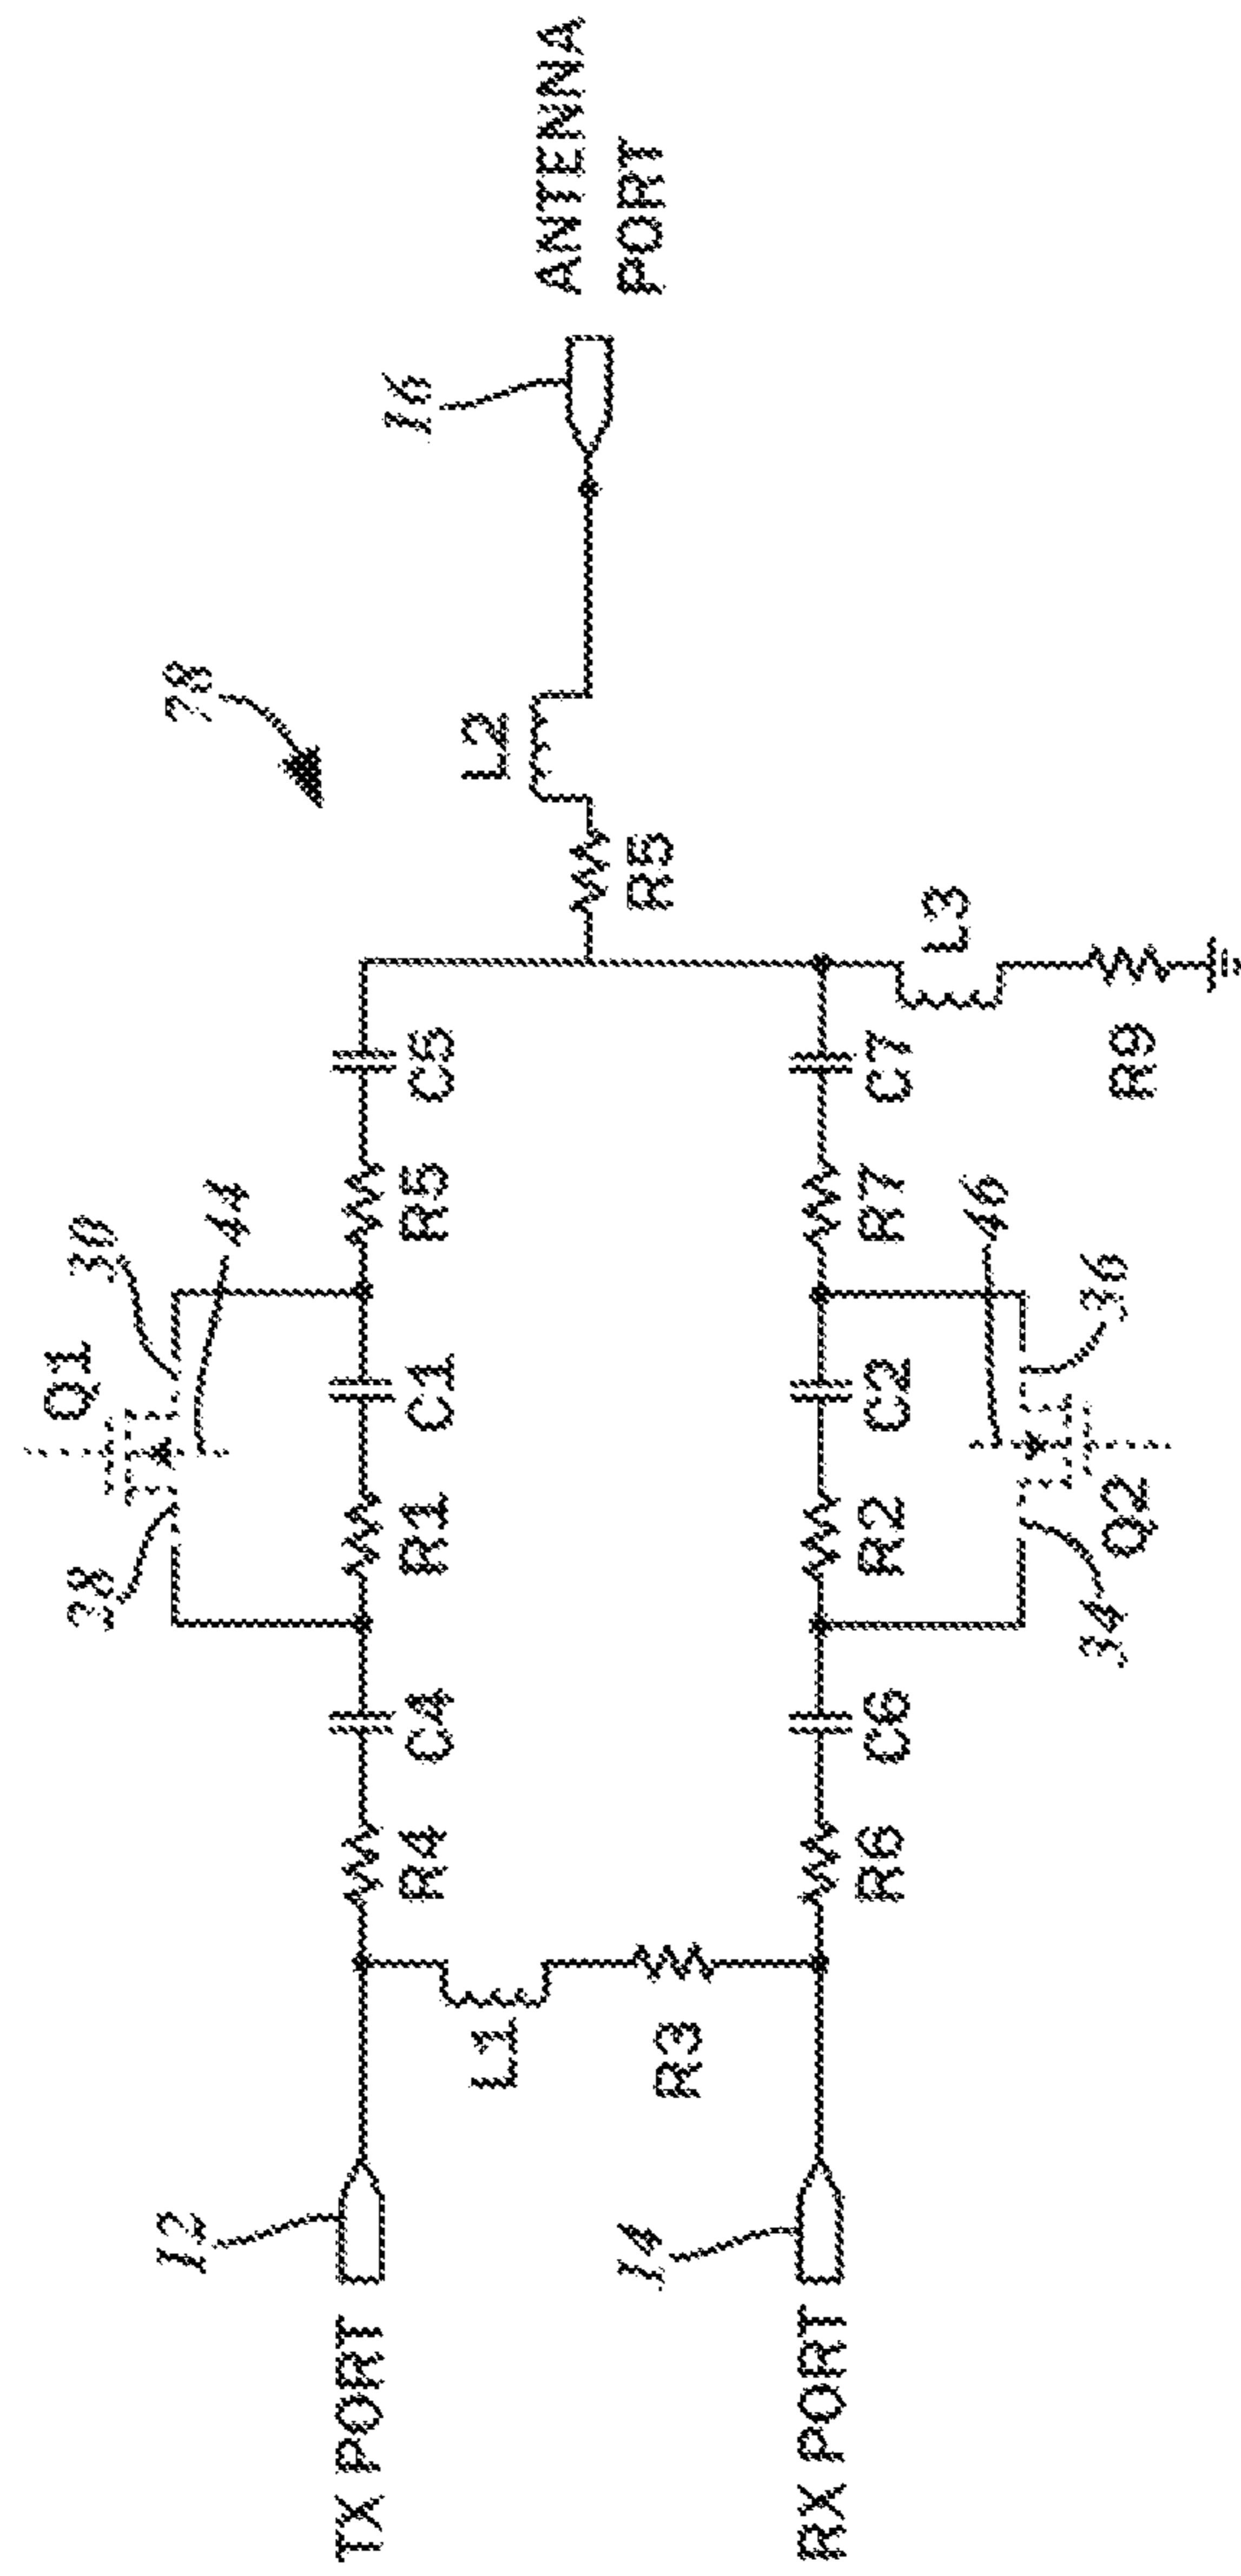 Q1
28
30
44
78
16
ANTENNA
PORT
12
TX PORT
R4
C4
R1
C1
R5
C5
L2
R5
L1
R3
14
RX PORT
R6
C6
R2
C2
R7
C7
L3
R9
34
Q2
46
36